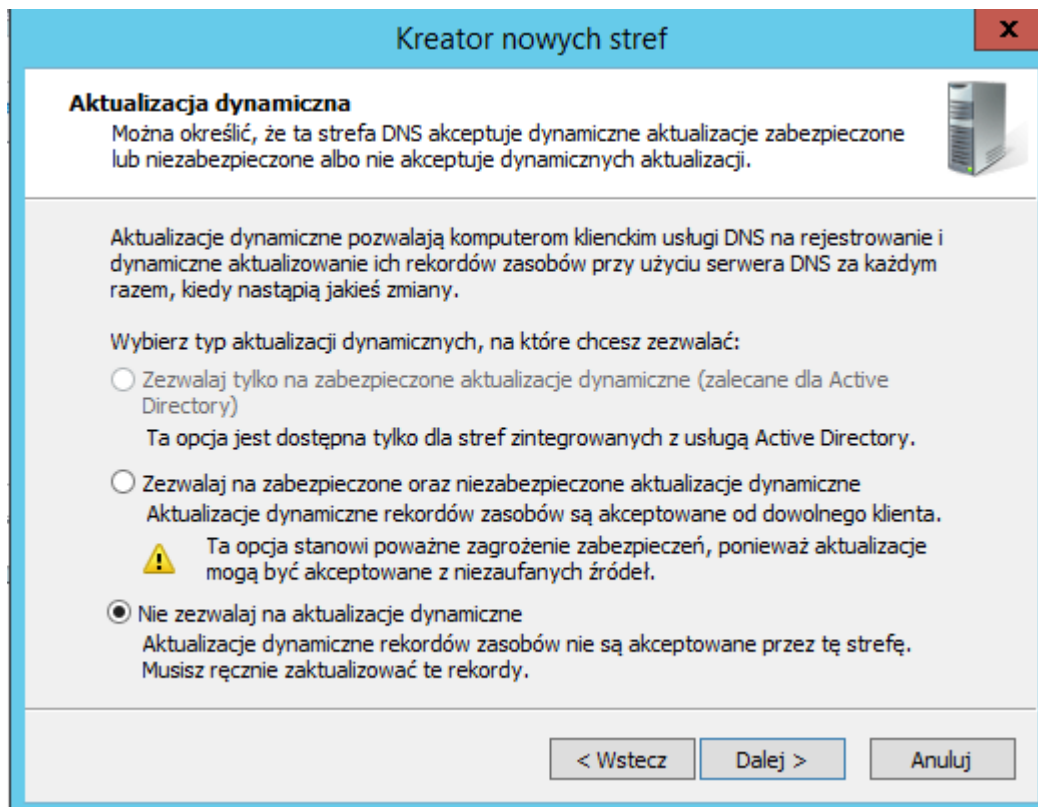 Kreator nowych stref
x
Aktualizacja dynamiczna
Można określić, że ta strefa DNS akceptuje dynamiczne aktualizacje zabezpieczone
lub niezabezpieczone albo nie akceptuje dynamicznych aktualizacji.
Aktualizacje dynamiczne pozwalają komputerom klienckim usługi DNS na rejestrowanie i
dynamiczne aktualizowanie ich rekordów zasobów przy użyciu serwera DNS za każdym
razem, kiedy nastąpią jakieś zmiany.
Wybierz typ aktualizacji dynamicznych, na które chcesz zezwalać:
Zezwalaj tylko na zabezpieczone aktualizacje dynamiczne (zalecane dla Active
Directory)
Ta opcja jest dostępna tylko dla stref zintegrowanych z usługą Active Directory.
Zezwalaj na zabezpieczone oraz niezabezpieczone aktualizacje dynamiczne
Aktualizacje dynamiczne rekordów zasobów są akceptowane od dowolnego klienta.
Ta opcja stanowi poważne zagrożenie zabezpieczeń, ponieważ aktualizacje
mogą być akceptowane z niezaufanych źródeł.
Nie zezwalaj na aktualizacje dynamiczne
Aktualizacje dynamiczne rekordów zasobów nie są akceptowane przez tę strefę.
Musisz ręcznie zaktualizować te rekordy.
< Wstecz
Dalej >
Anuluj